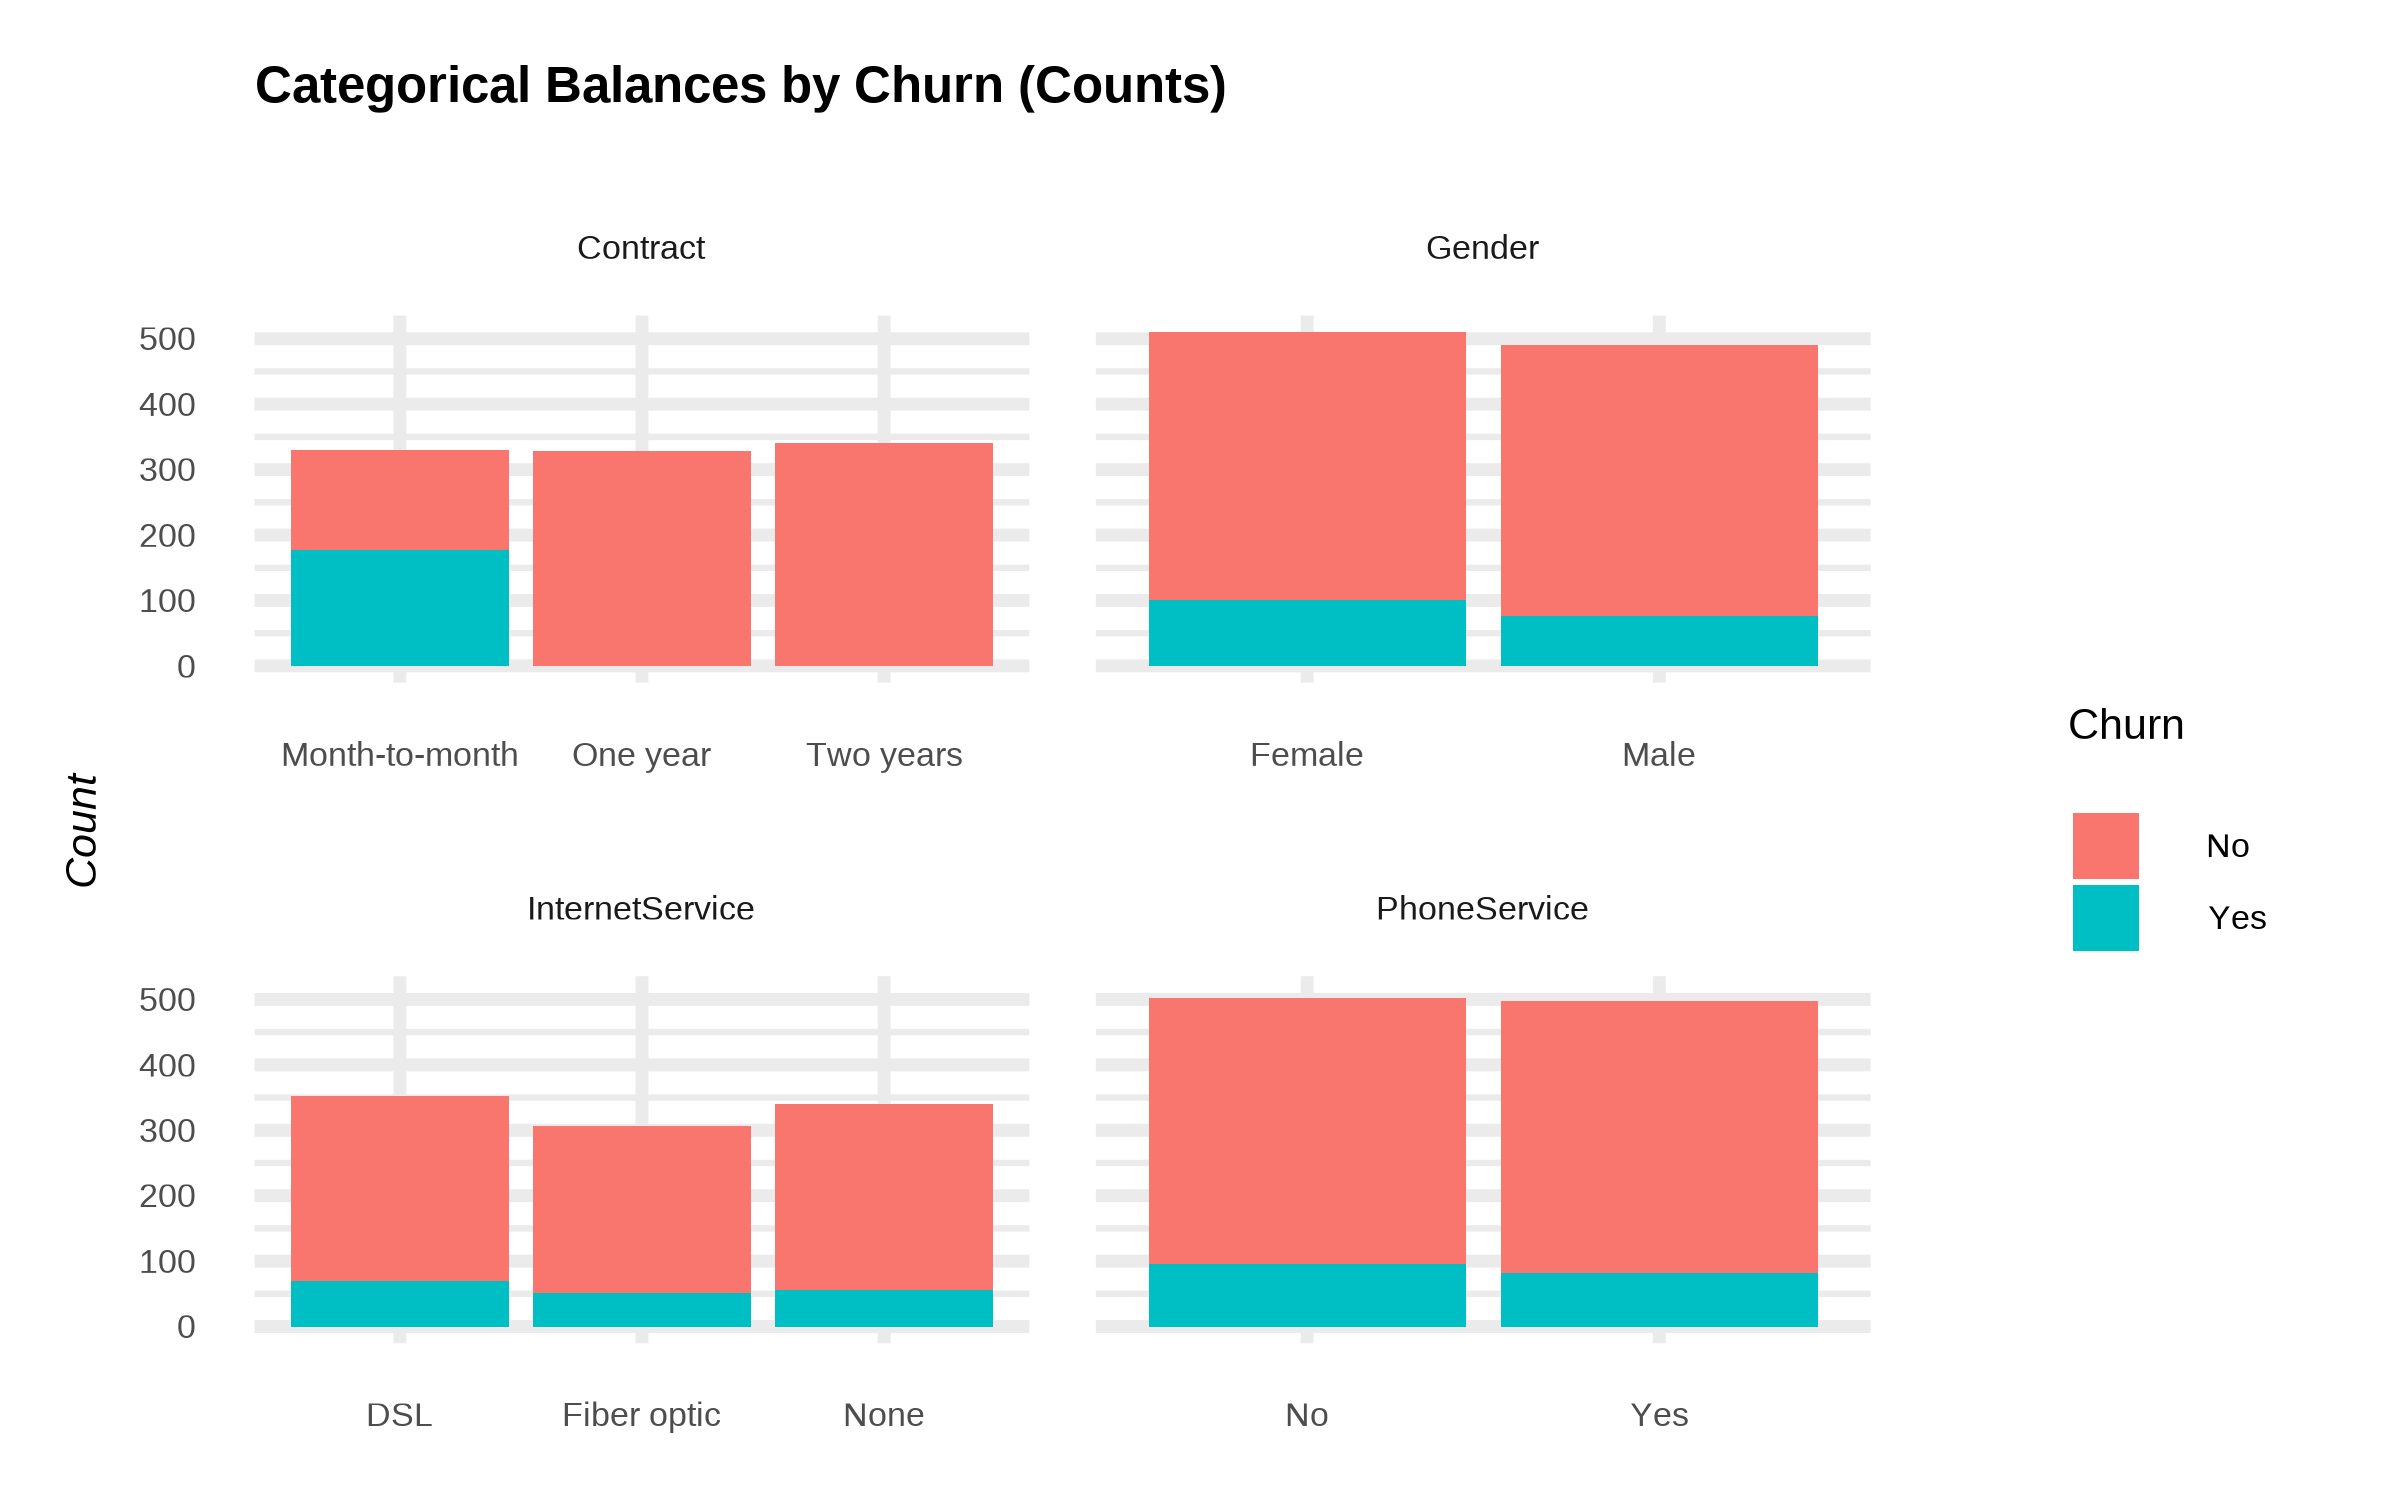 Categorical Balances by Churn (Counts)
Contract
Gender
500
400
300
200
100
0
Month-to-month One year Two years
Female Male
Count
InternetService
PhoneService
500
400
300
200
100
0
DSL Fiber optic None
No Yes
Churn
No
Yes